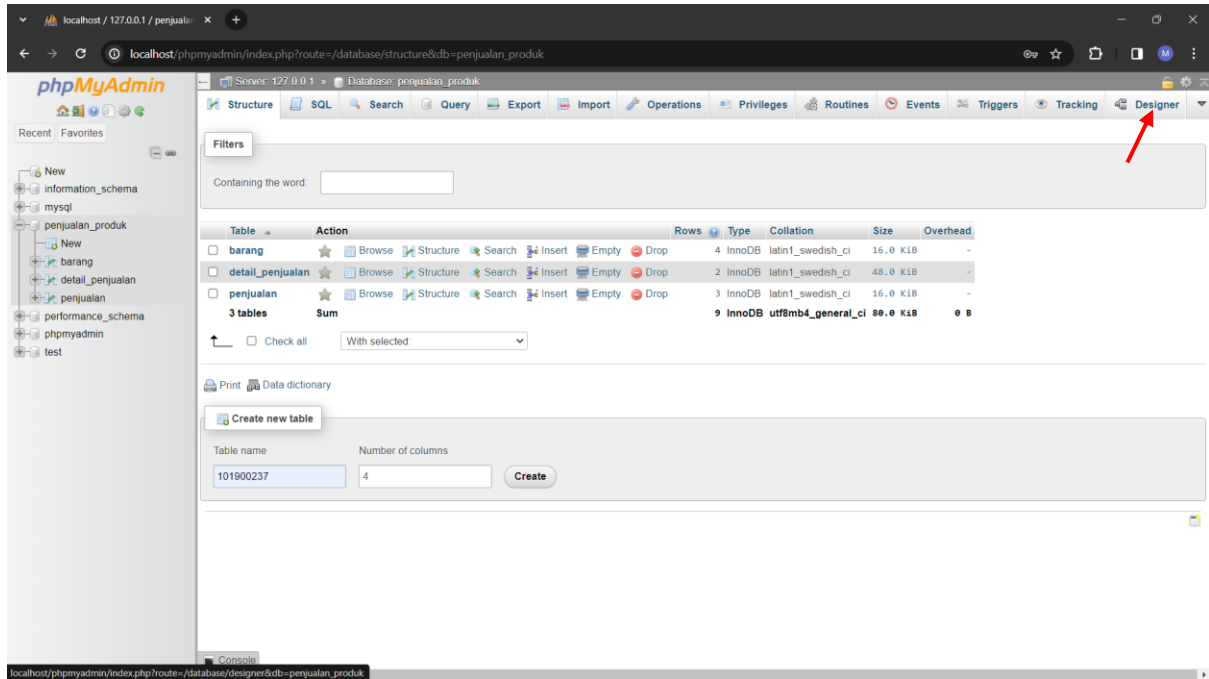 localhost / 127.0.0.1 / penjualan
localhost/phpmyadmin/index.php?route=/database/structure&db=penjualan_produk
M
phpMyAdmin
Recent Favorites
New
information_schema
mysql
penjualan_produk
New
barang
detail_penjualan
penjualan
performance_schema
phpmyadmin
test
Server: 127.0.0.1 » Database: penjualan_produk
Structure SQL Search Query Export Import Operations Privileges Routines Events Triggers Tracking Designer
Filters
Containing the word:
Table Action Rows Type Collation Size Overhead
barang Browse Structure Search Insert Empty Drop 4 InnoDB latin1_swedish_ci 16.0 KiB -
detail_penjualan Browse Structure Search Insert Empty Drop 2 InnoDB latin1_swedish_ci 48.0 KiB -
penjualan Browse Structure Search Insert Empty Drop 3 InnoDB latin1_swedish_ci 16.0 KiB -
3 tables Sum 9 InnoDB utf8mb4_general_ci 80.0 KiB 0 B
Check all With selected:
Print Data dictionary
Create new table
Table name Number of columns
101900237 4 Create
Console
localhost/phpmyadmin/index.php?route=/database/designer&db=penjualan_produk